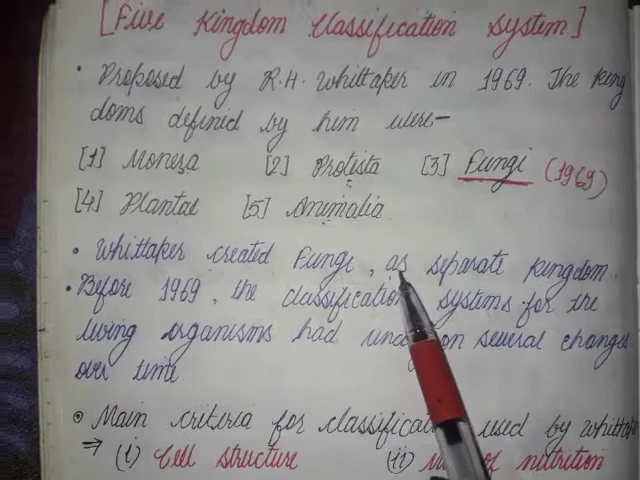 [Five Kingdom Classification System]
• Proposed by R.H. Whittaker in 1969. The King
doms defined by him were-
[1] Monera [2] Protista [3] Fungi (1969)
[4] Plantae [5] Animalia
• Whittaker created Fungi, as separate kingdom.
• Before 1969, the classification systems for the
living organisms had several changes
over time.
⊙ Main criteria for used by
⇒ (i) Cell structure (ii) of nutrition